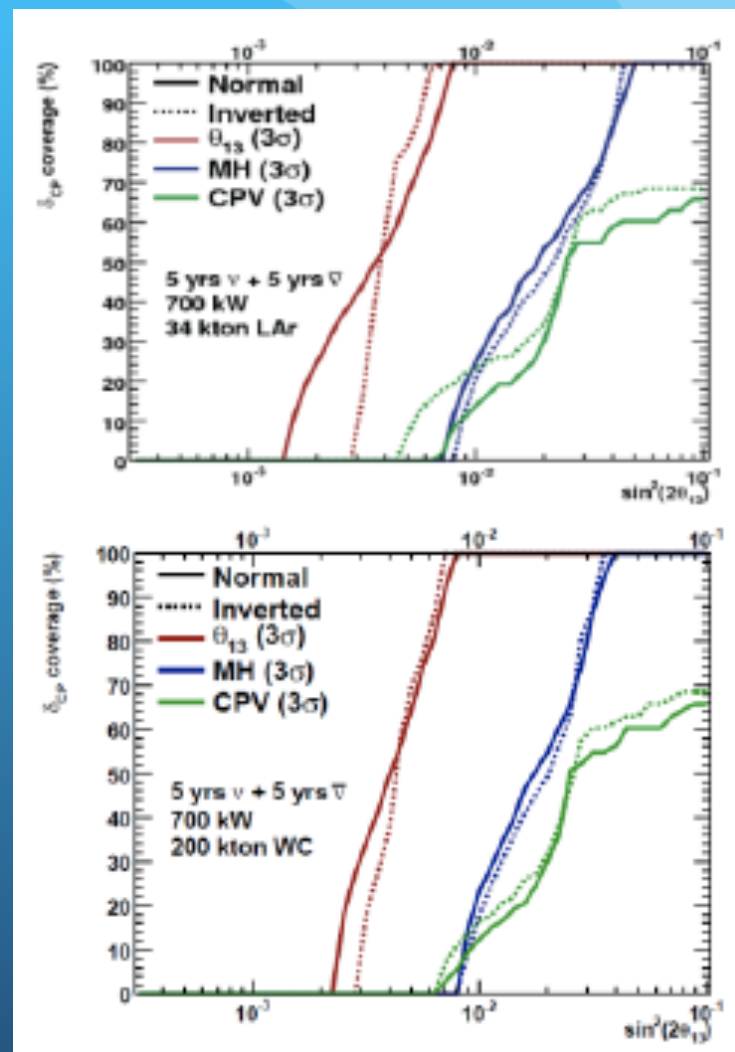 10⁻³ 10⁻² 10⁻¹
δCP coverage (%)
100
90
80
70
60
50
40
30
20
10
0
Normal
Inverted
θ₁₃ (3σ)
MH (3σ)
CPV (3σ)
5 yrs ν + 5 yrs ν̅
700 kW
34 kton LAr
10⁻³ 10⁻² 10⁻¹
sin²(2θ₁₃)
10⁻³ 10⁻² 10⁻¹
δCP coverage (%)
100
90
80
70
60
50
40
30
20
10
0
Normal
Inverted
θ₁₃ (3σ)
MH (3σ)
CPV (3σ)
5 yrs ν + 5 yrs ν̅
700 kW
200 kton WC
10⁻³ 10⁻² 10⁻¹
sin²(2θ₁₃)